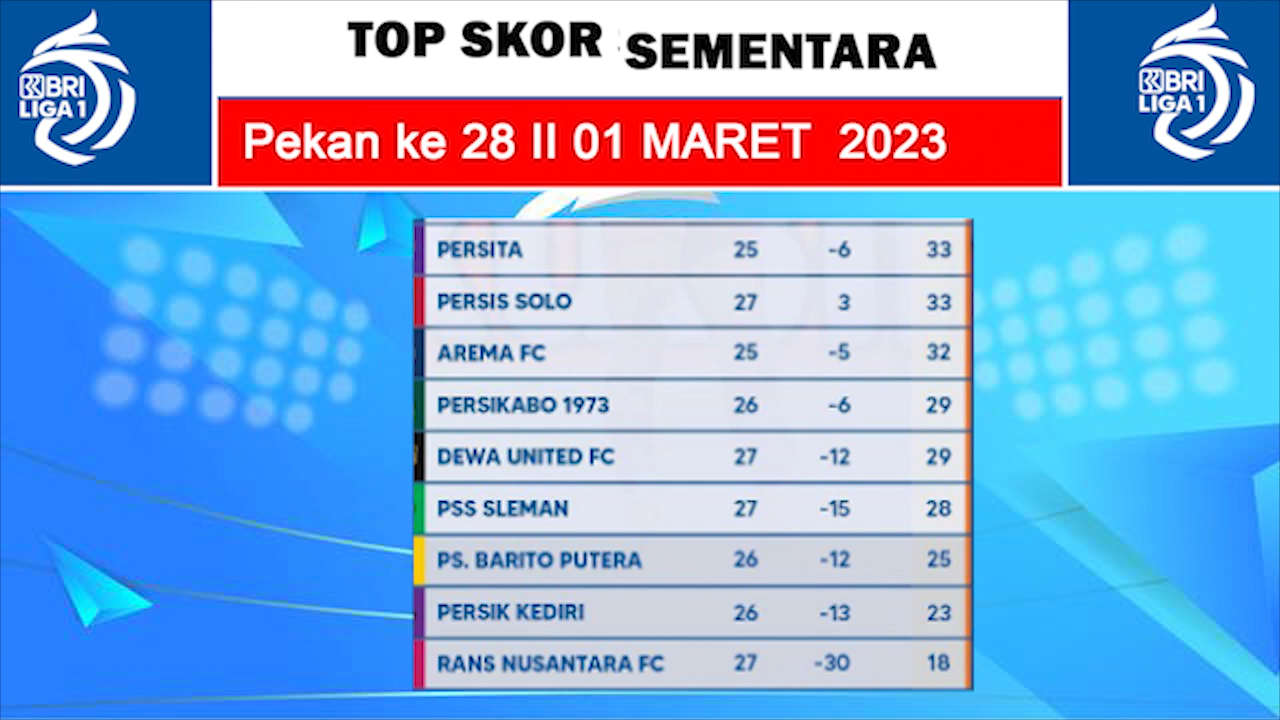 TOP SKOR SEMENTARA
BRI
LIGA 1
BRI
LIGA 1
Pekan ke 28 II 01 MARET 2023
PERSITA 25 -6 33
PERSIS SOLO 27 3 33
AREMA FC 25 -5 32
PERSIKABO 1973 26 -6 29
DEWA UNITED FC 27 -12 29
PSS SLEMAN 27 -15 28
PS. BARITO PUTERA 26 -12 25
PERSIK KEDIRI 26 -13 23
RANS NUSANTARA FC 27 -30 18